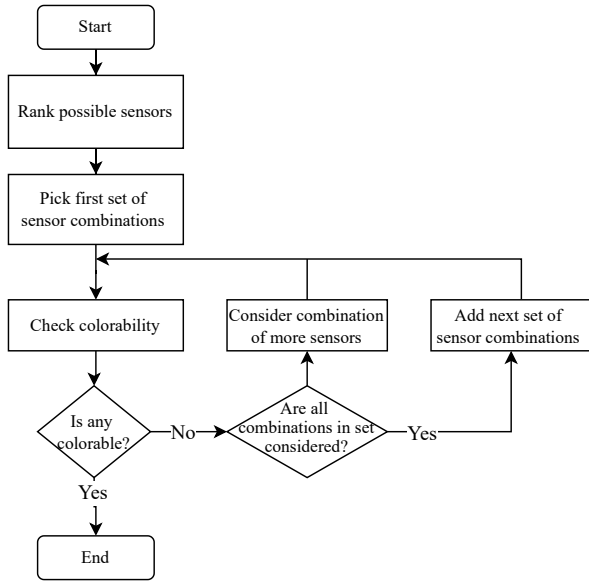 Start
Rank possible sensors
Pick first set of
sensor combinations
Check colorability
Consider combination
of more sensors
Add next set of
sensor combinations
Is any
colorable?
No
Are all
combinations in set
considered?
Yes
Yes
End